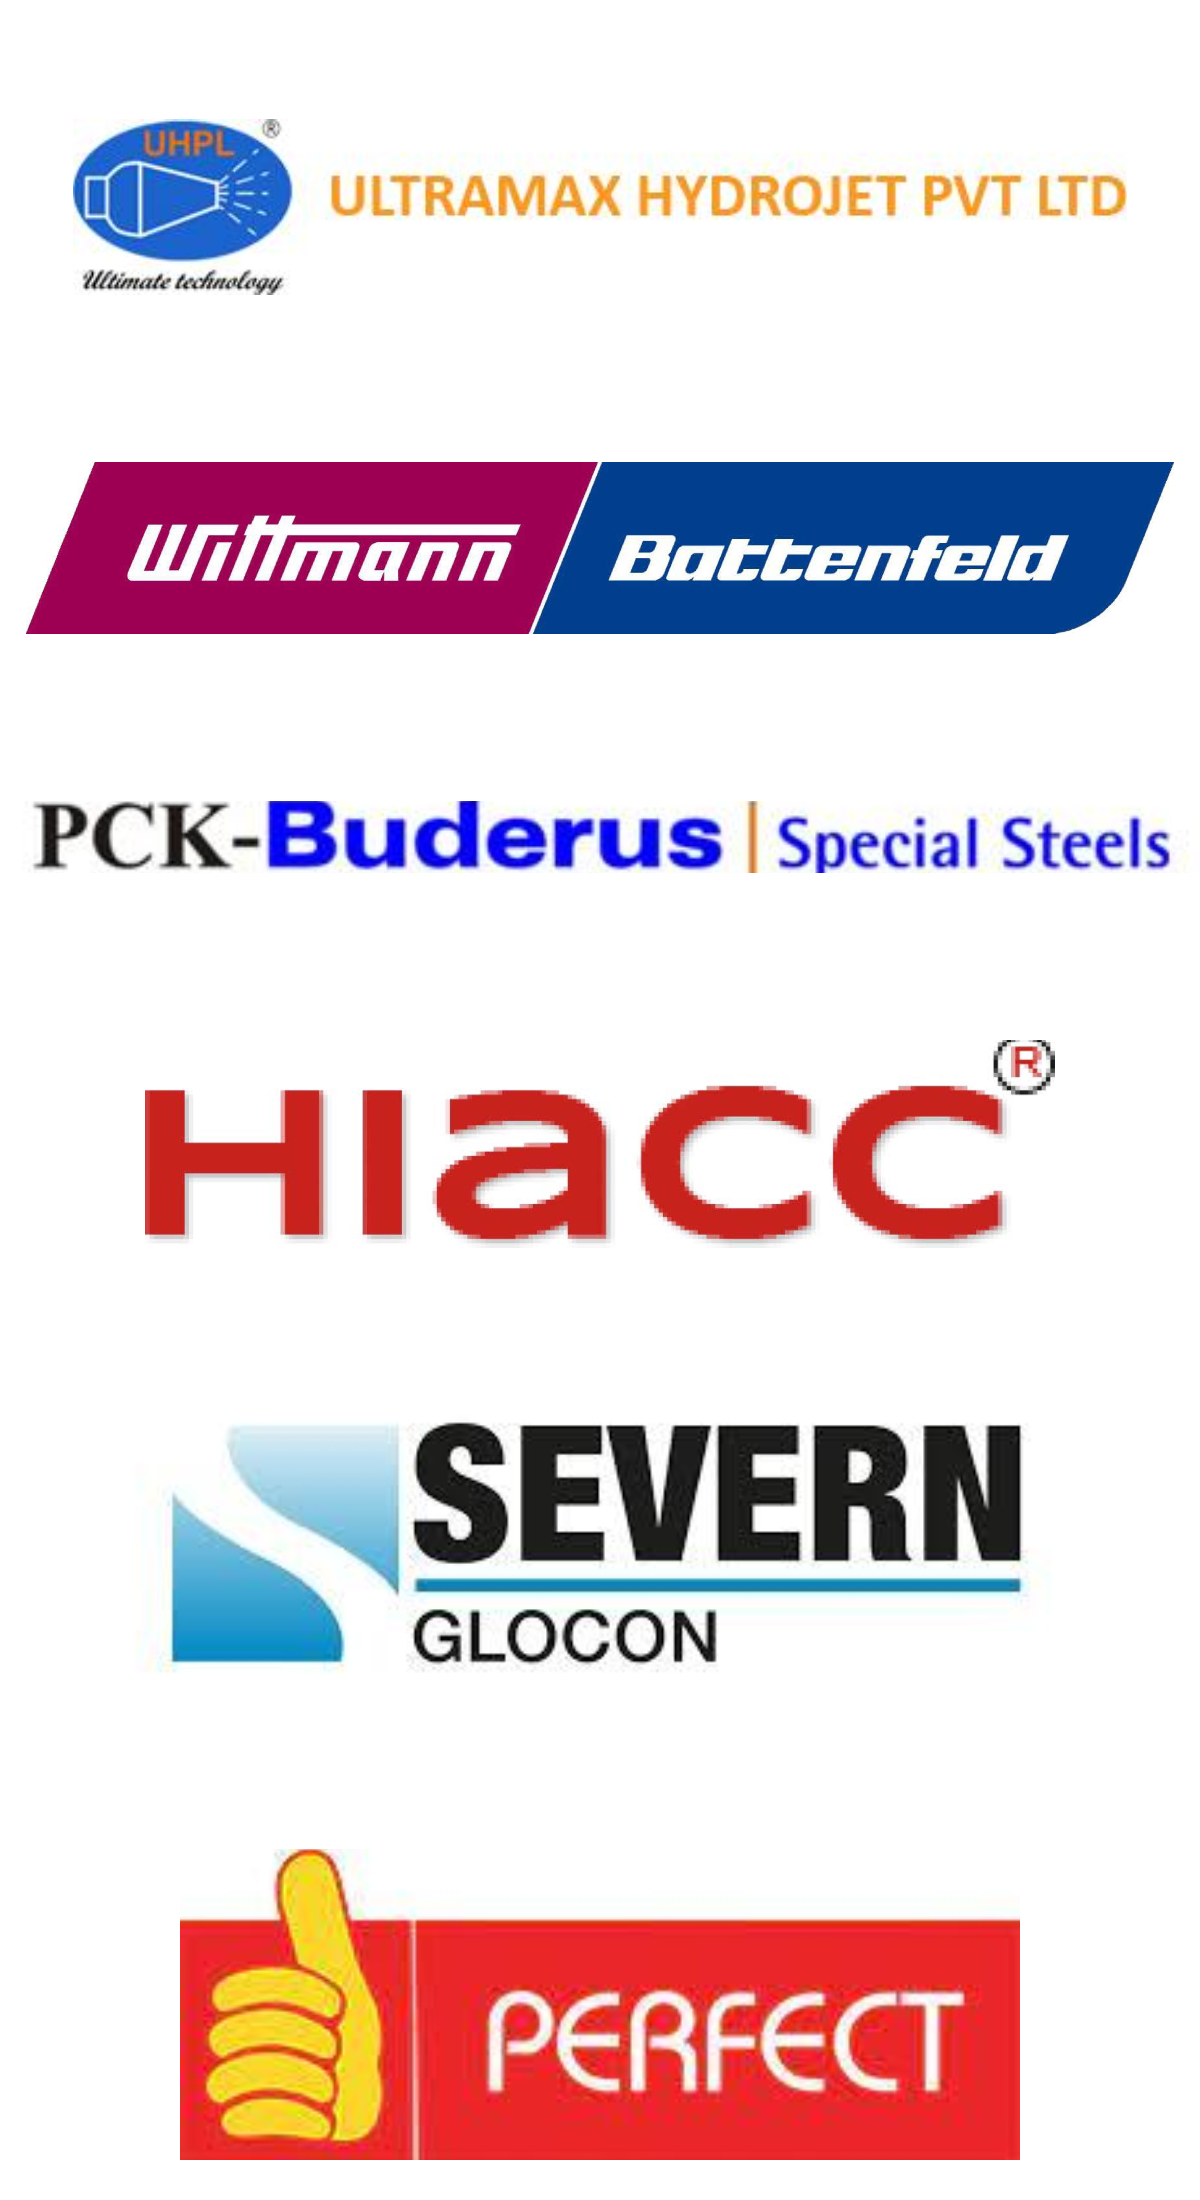 UHPL ®
ULTRAMAX HYDROJET PVT LTD
Ultimate technology
Wittmann Battenfeld
PCK-Buderus | Special Steels
HIaCC ®
SEVERN
GLOCON
PERFECT